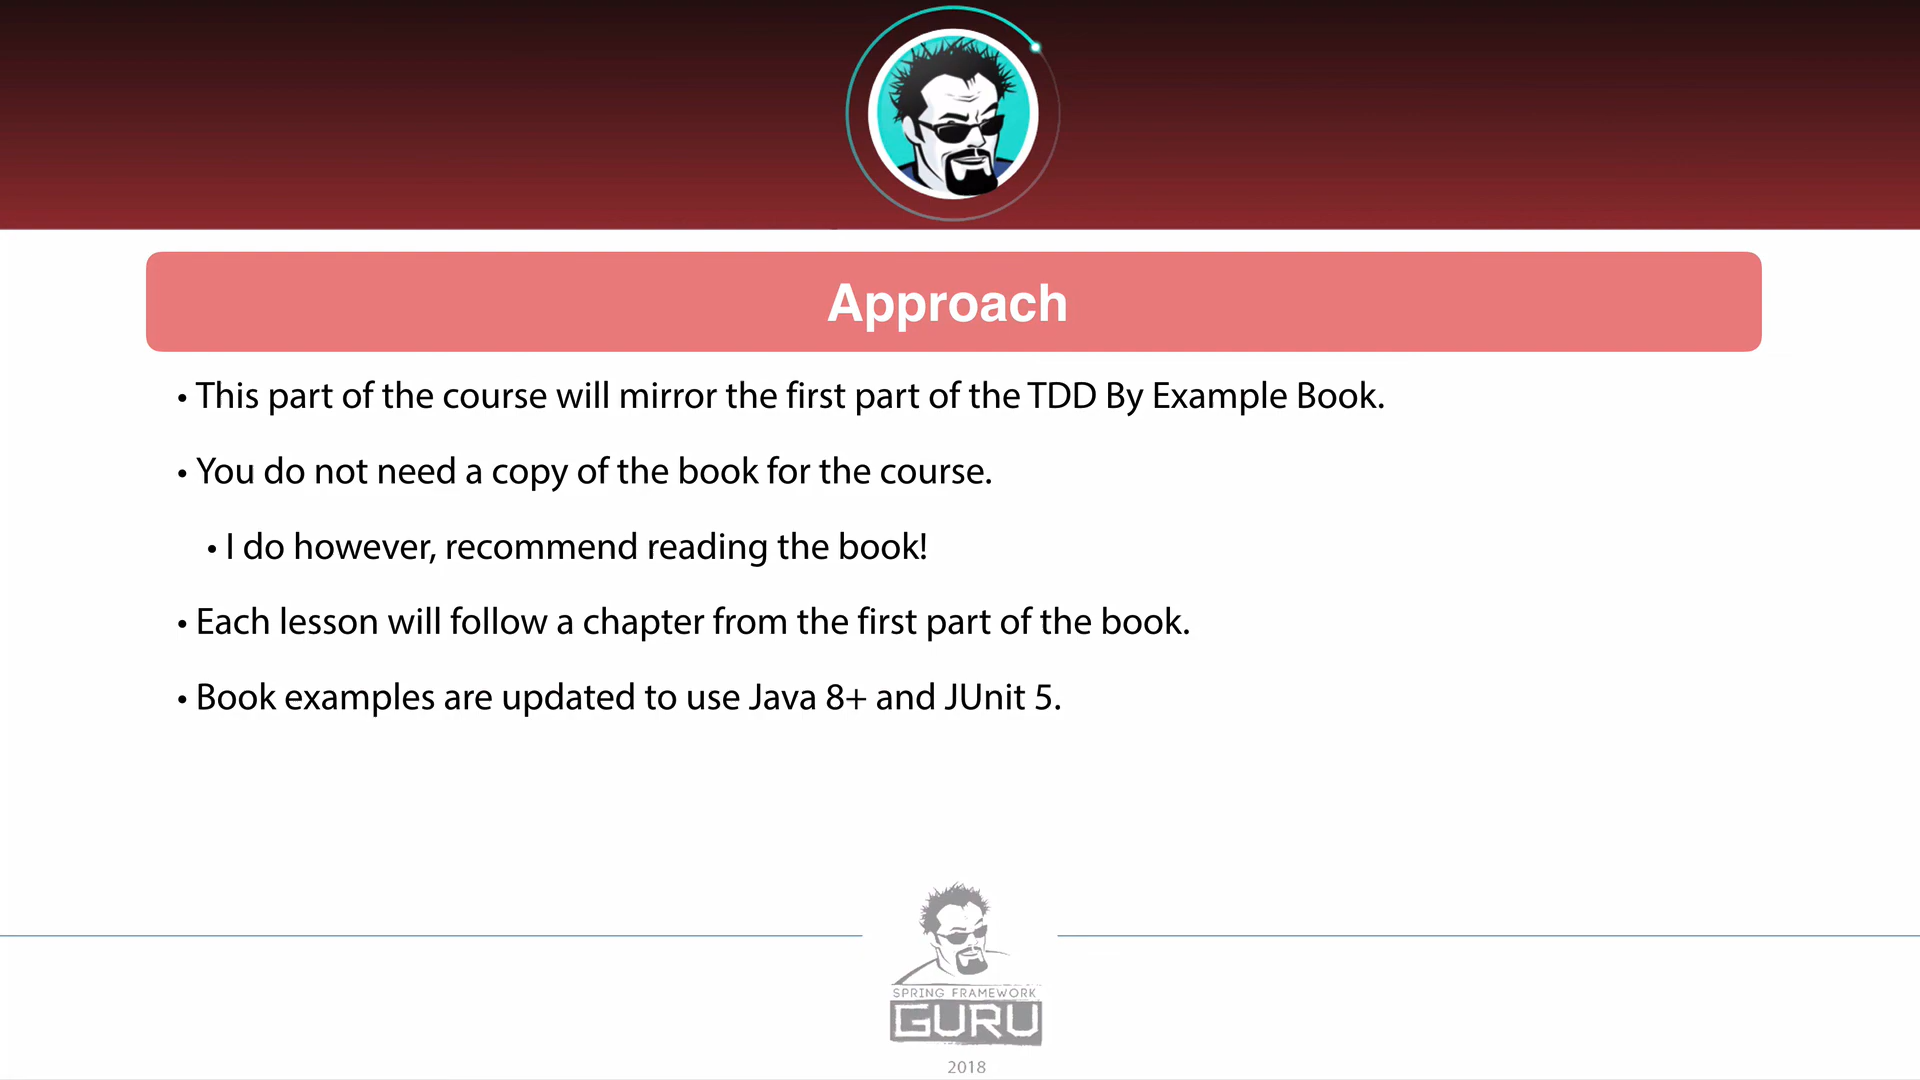 Approach
• This part of the course will mirror the first part of the TDD By Example Book.
• You do not need a copy of the book for the course.
• I do however, recommend reading the book!
• Each lesson will follow a chapter from the first part of the book.
• Book examples are updated to use Java 8+ and JUnit 5.
SPRING FRAMEWORK
GURU
2018